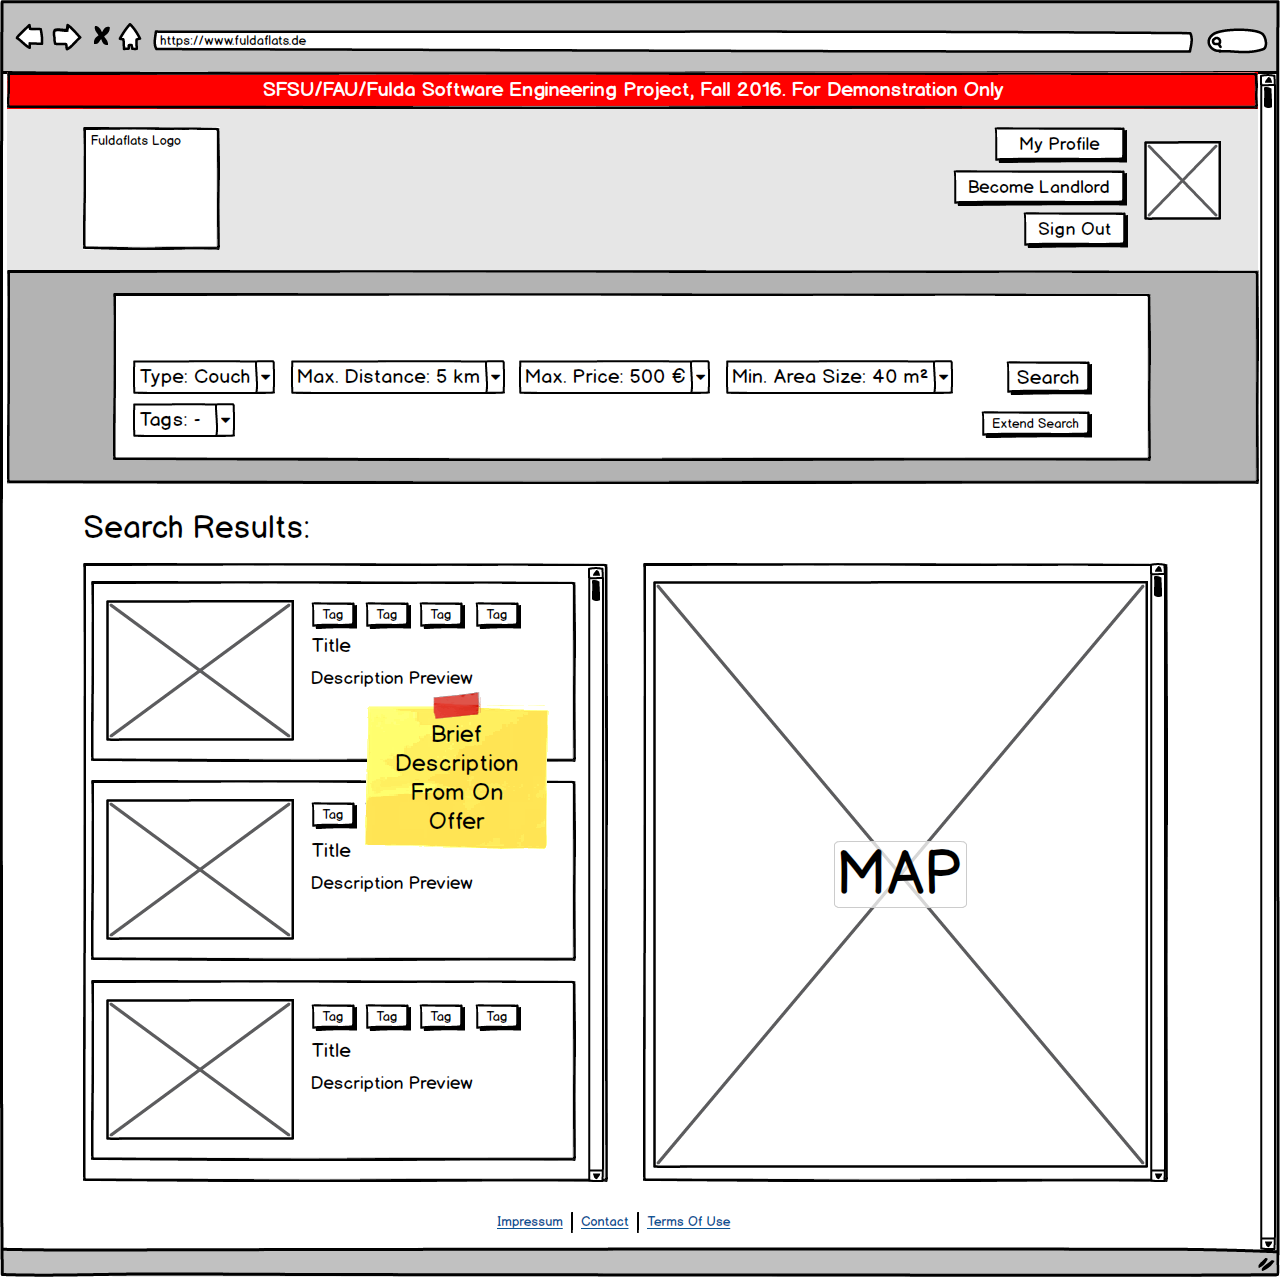 https://www.fuldaflats.de
SFSU/FAU/Fulda Software Engineering Project, Fall 2016. For Demonstration Only
Fuldaflats Logo
My Profile
Become Landlord
Sign Out
Type: Couch
Max. Distance: 5 km
Max. Price: 500 €
Min. Area Size: 40 m²
Search
Tags: -
Extend Search
Search Results:
Tag Tag Tag Tag
Title
Description Preview
Brief
Description
From On
Offer
Tag
Title
Description Preview
Tag Tag Tag Tag
Title
Description Preview
MAP
Impressum
Contact
Terms Of Use